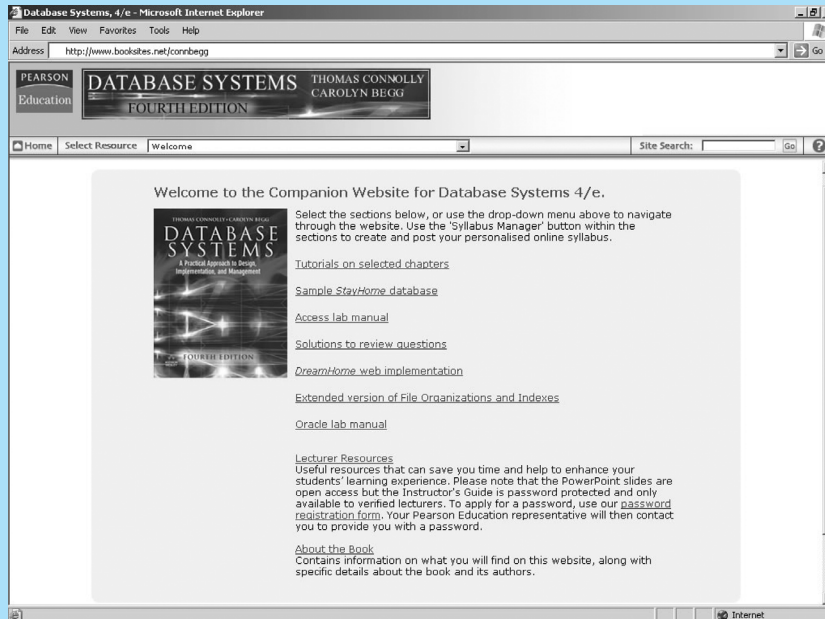 Database Systems, 4/e - Microsoft Internet Explorer
File Edit View Favorites Tools Help
Address http://www.booksites.net/connbegg Go
PEARSON
Education
DATABASE SYSTEMS
FOURTH EDITION
THOMAS CONNOLLY
CAROLYN BEGG
Home Select Resource Welcome Site Search: Go ?
Welcome to the Companion Website for Database Systems 4/e.
THOMAS CONNOLLY • CAROLYN BEGG
DATABASE
SYSTEMS
A Practical Approach to Design,
Implementation, and Management
FOURTH EDITION
Select the sections below, or use the drop-down menu above to navigate
through the website. Use the 'Syllabus Manager' button within the
sections to create and post your personalised online syllabus.
Tutorials on selected chapters
Sample StayHome database
Access lab manual
Solutions to review questions
DreamHome web implementation
Extended version of File Organizations and Indexes
Oracle lab manual
Lecturer Resources
Useful resources that can save you time and help to enhance your
students' learning experience. Please note that the PowerPoint slides are
open access but the Instructor's Guide is password protected and only
available to verified lecturers. To apply for a password, use our password
registration form. Your Pearson Education representative will then contact
you to provide you with a password.
About the Book
Contains information on what you will find on this website, along with
specific details about the book and its authors.
Internet